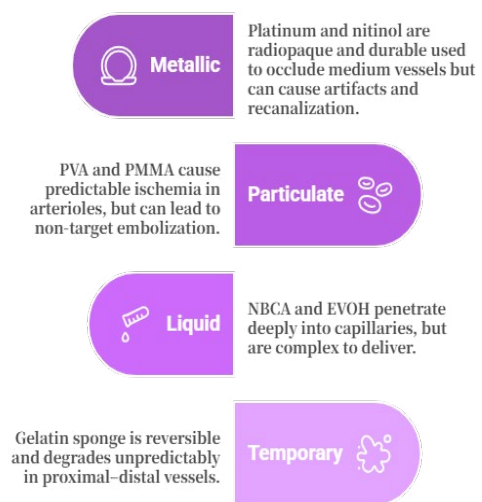 Metallic
Platinum and nitinol are
radiopaque and durable used
to occlude medium vessels but
can cause artifacts and
recanalization.
PVA and PMMA cause
predictable ischemia in
arterioles, but can lead to
non-target embolization.
Particulate
Liquid
NBCA and EVOH penetrate
deeply into capillaries, but
are complex to deliver.
Gelatin sponge is reversible
and degrades unpredictably
in proximal–distal vessels.
Temporary